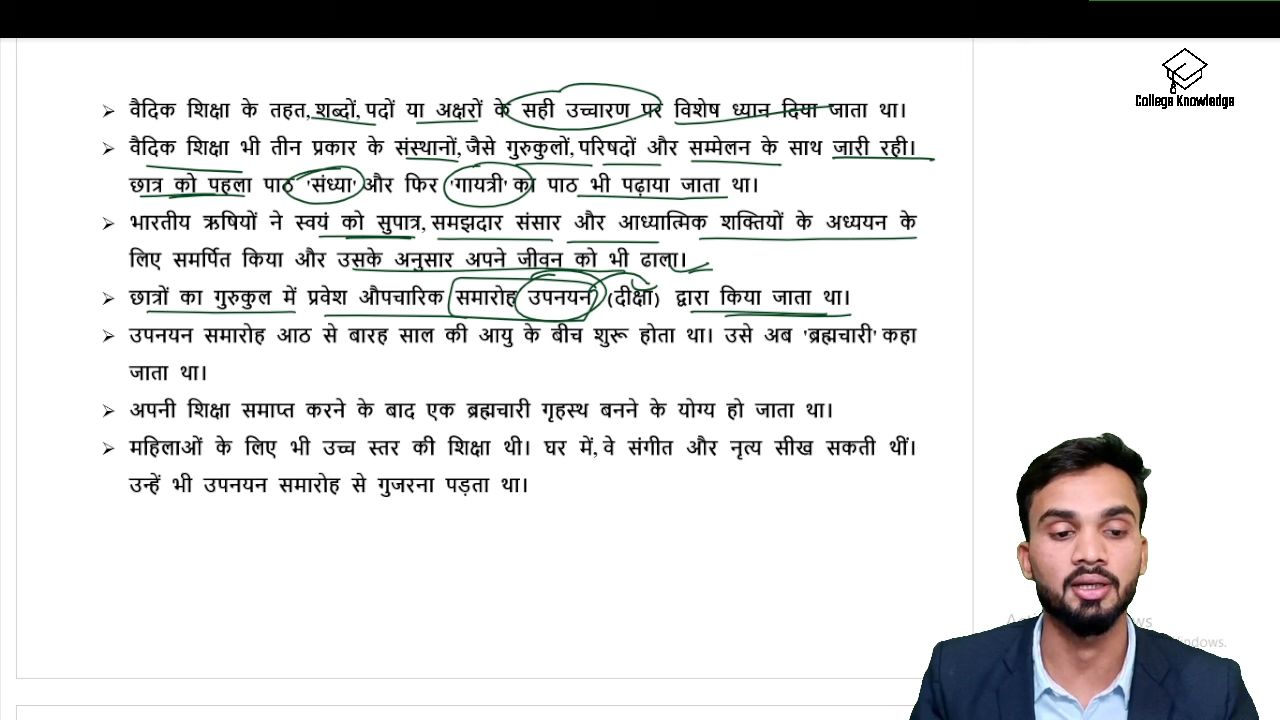 College Knowledge
➢ वैदिक शिक्षा के तहत, शब्दों, पदों या अक्षरों के सही उच्चारण पर विशेष ध्यान दिया जाता था।
➢ वैदिक शिक्षा भी तीन प्रकार के संस्थानों, जैसे गुरुकुलों, परिषदों और सम्मेलन के साथ जारी रही।
छात्र को पहला पाठ 'संध्या' और फिर 'गायत्री' का पाठ भी पढ़ाया जाता था।
➢ भारतीय ऋषियों ने स्वयं को सुपात्र, समझदार संसार और आध्यात्मिक शक्तियों के अध्ययन के
लिए समर्पित किया और उसके अनुसार अपने जीवन को भी ढाला।
➢ छात्रों का गुरुकुल में प्रवेश औपचारिक समारोह उपनयन (दीक्षा) द्वारा किया जाता था।
➢ उपनयन समारोह आठ से बारह साल की आयु के बीच शुरू होता था। उसे अब 'ब्रह्मचारी' कहा
जाता था।
➢ अपनी शिक्षा समाप्त करने के बाद एक ब्रह्मचारी गृहस्थ बनने के योग्य हो जाता था।
➢ महिलाओं के लिए भी उच्च स्तर की शिक्षा थी। घर में, वे संगीत और नृत्य सीख सकती थीं।
उन्हें भी उपनयन समारोह से गुजरना पड़ता था।